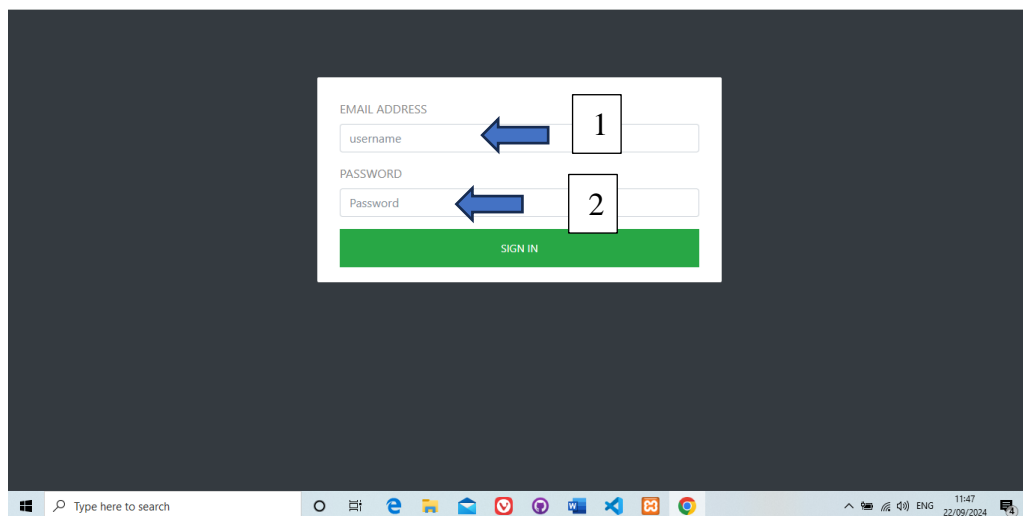 EMAIL ADDRESS
username
1
PASSWORD
Password
2
SIGN IN
Type here to search
ENG
11:47
22/09/2024
4